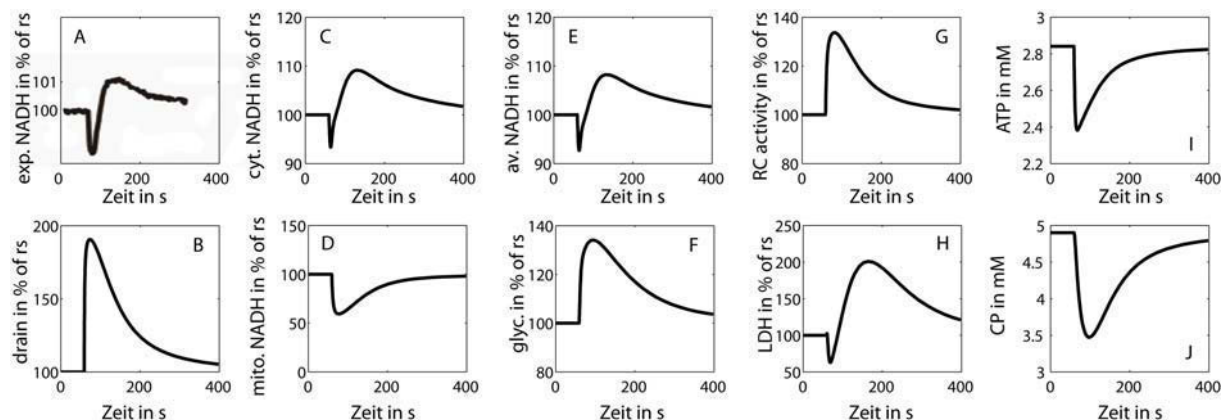 exp. NADH in % of rs
A
101
100
0
200
400
Zeit in s
cyt. NADH in % of rs
C
120
110
100
90
0
200
400
Zeit in s
av. NADH in % of rs
E
120
110
100
90
0
200
400
Zeit in s
RC activity in % of rs
G
140
120
100
80
0
200
400
Zeit in s
ATP in mM
I
3
2.8
2.6
2.4
2.2
0
200
400
Zeit in s
drain in % of rs
B
200
150
100
0
200
400
Zeit in s
mito. NADH in % of rs
D
150
100
50
0
0
200
400
Zeit in s
glyc. in % of rs
F
140
120
100
80
0
200
400
Zeit in s
LDH in % of rs
H
250
200
150
100
50
0
200
400
Zeit in s
CP in mM
J
5
4.5
4
3.5
3
0
200
400
Zeit in s